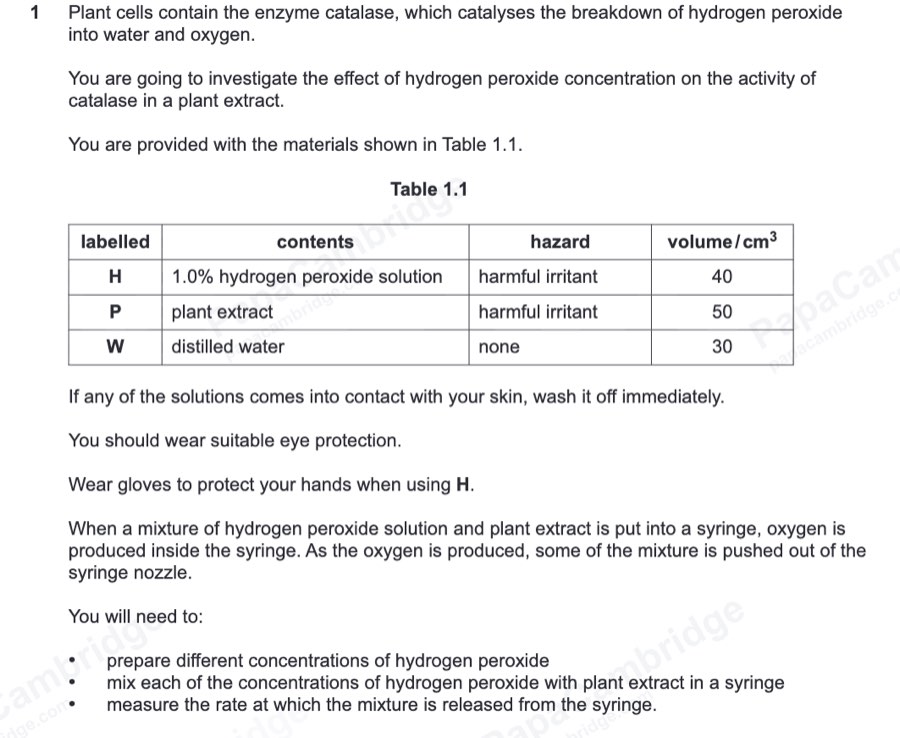 1 Plant cells contain the enzyme catalase, which catalyses the breakdown of hydrogen peroxide
into water and oxygen.
You are going to investigate the effect of hydrogen peroxide concentration on the activity of
catalase in a plant extract.
You are provided with the materials shown in Table 1.1.
Table 1.1
labelled contents hazard volume/cm³
H 1.0% hydrogen peroxide solution harmful irritant 40
P plant extract harmful irritant 50
W distilled water none 30
If any of the solutions comes into contact with your skin, wash it off immediately.
You should wear suitable eye protection.
Wear gloves to protect your hands when using H.
When a mixture of hydrogen peroxide solution and plant extract is put into a syringe, oxygen is
produced inside the syringe. As the oxygen is produced, some of the mixture is pushed out of the
syringe nozzle.
You will need to:
• prepare different concentrations of hydrogen peroxide
• mix each of the concentrations of hydrogen peroxide with plant extract in a syringe
• measure the rate at which the mixture is released from the syringe.